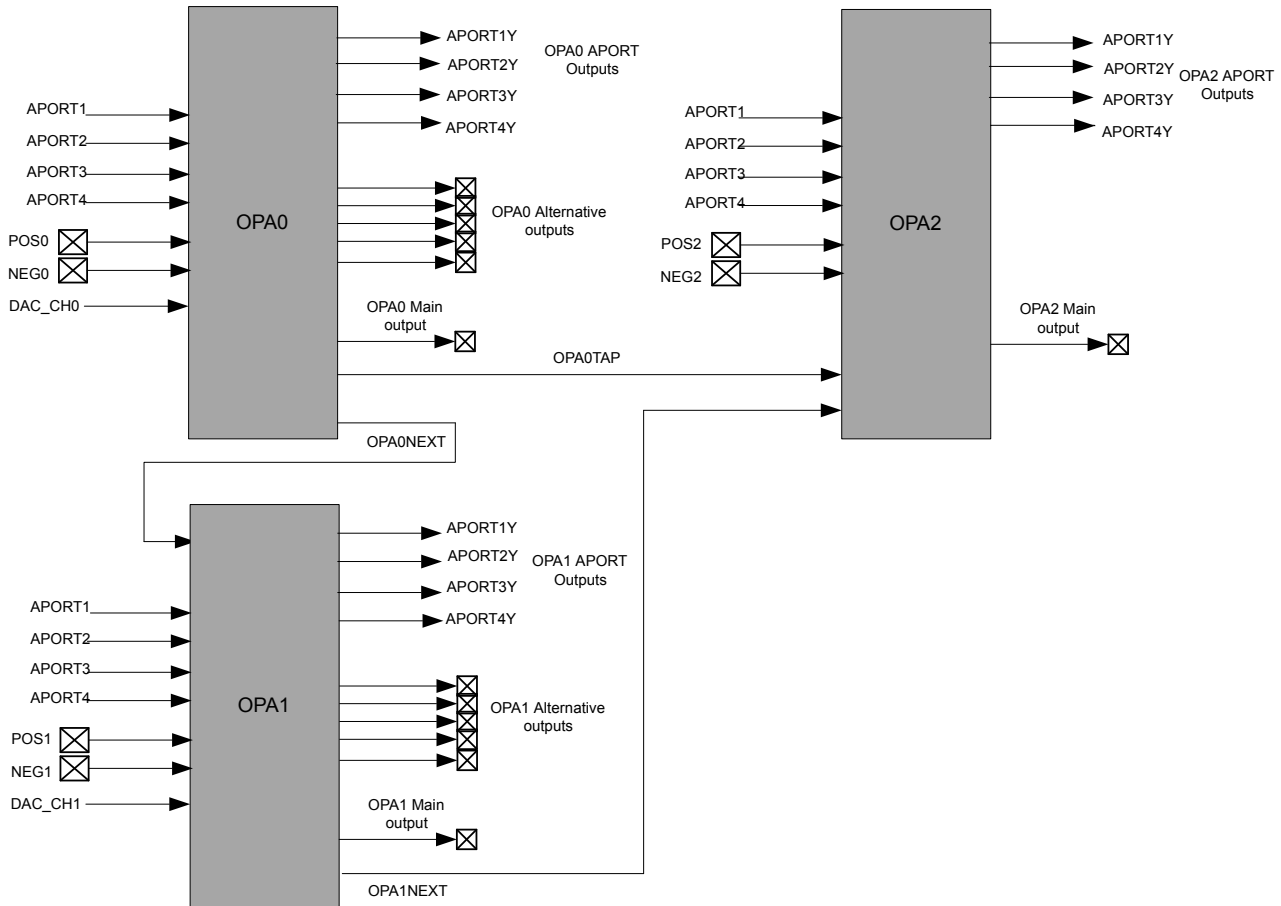 APORT1
APORT2
APORT3
APORT4
POS0
NEG0
DAC_CH0
OPA0
APORT1Y
APORT2Y
APORT3Y
APORT4Y
OPA0 APORT
Outputs
OPA0 Alternative
outputs
OPA0 Main
output
OPA0TAP
OPA0NEXT
APORT1
APORT2
APORT3
APORT4
POS2
NEG2
OPA2
APORT1Y
APORT2Y
APORT3Y
APORT4Y
OPA2 APORT
Outputs
OPA2 Main
output
APORT1
APORT2
APORT3
APORT4
POS1
NEG1
DAC_CH1
OPA1
APORT1Y
APORT2Y
APORT3Y
APORT4Y
OPA1 APORT
Outputs
OPA1 Alternative
outputs
OPA1 Main
output
OPA1NEXT